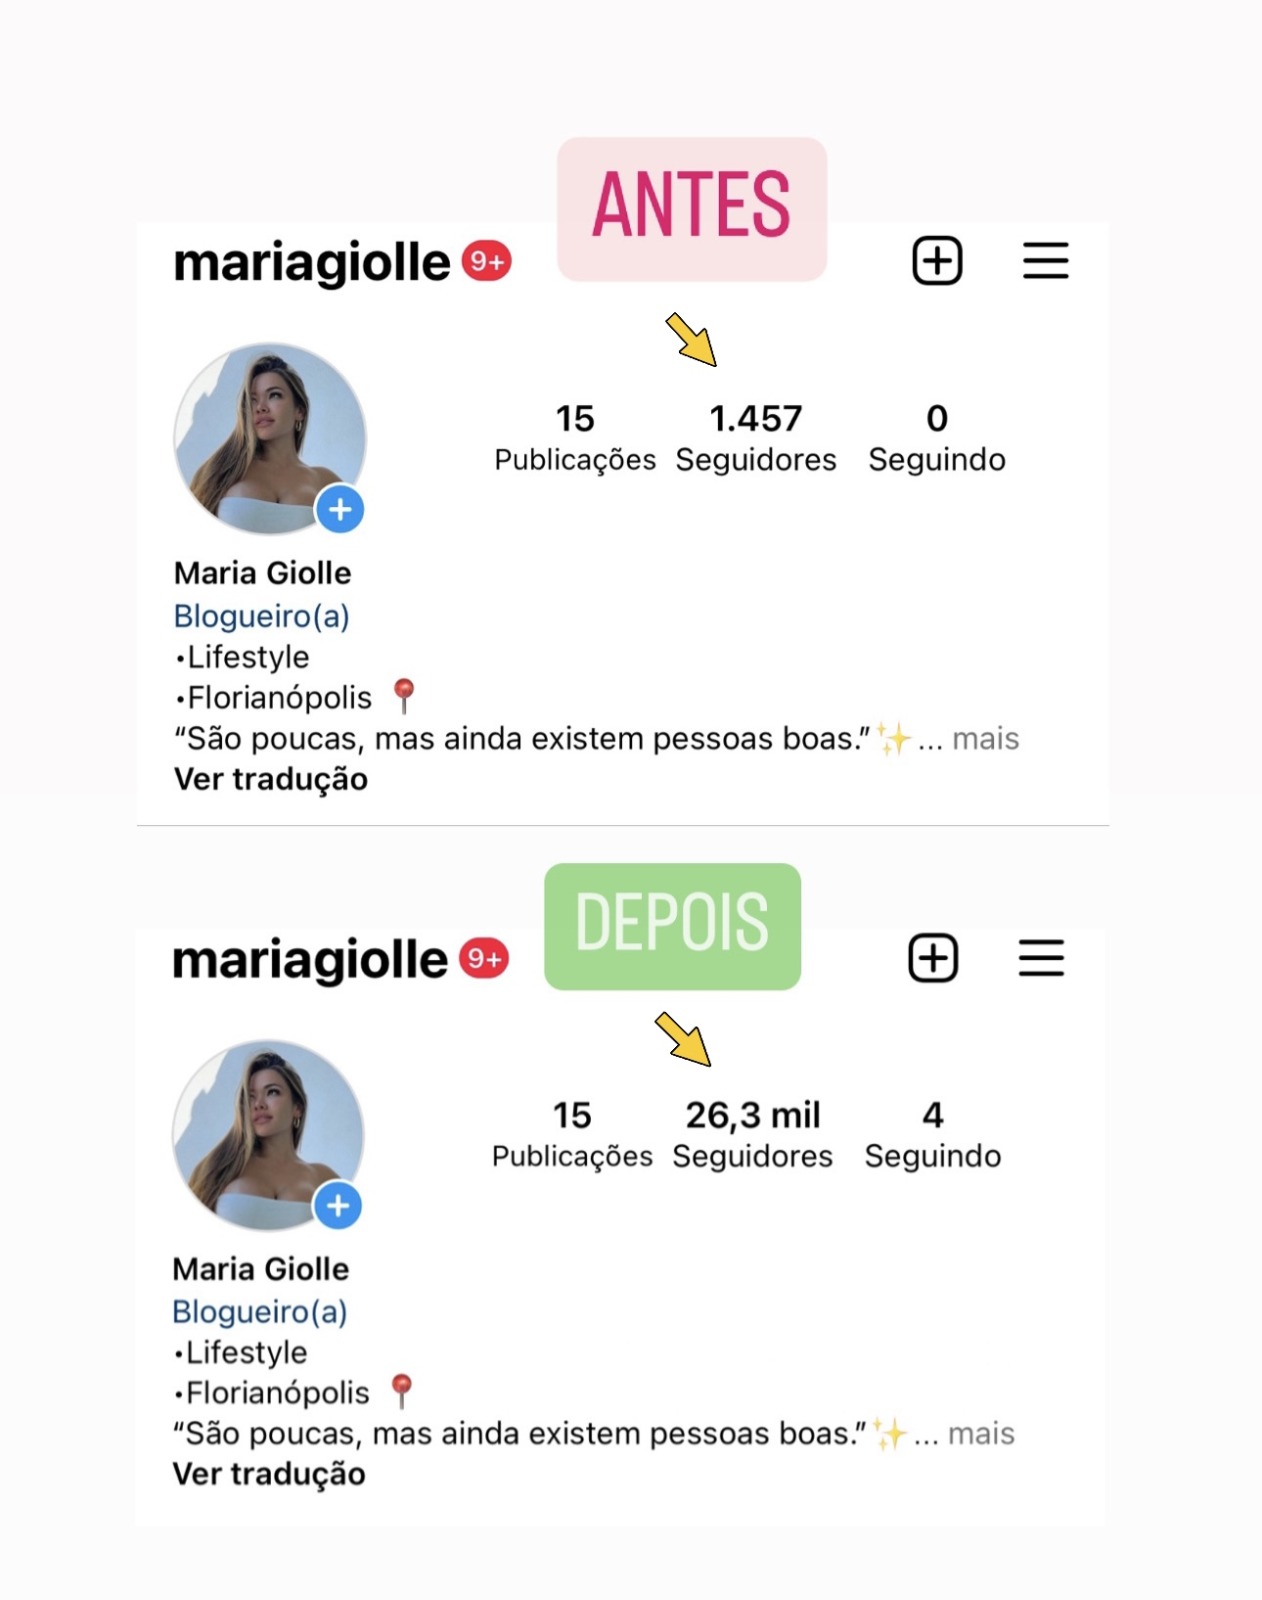 ANTES
mariagiolle 9+
15 1.457 0
Publicações Seguidores Seguindo
Maria Giolle
Blogueiro(a)
•Lifestyle
•Florianópolis 📍
“São poucas, mas ainda existem pessoas boas.”✨... mais
Ver tradução
DEPOIS
mariagiolle 9+
15 26,3 mil 4
Publicações Seguidores Seguindo
Maria Giolle
Blogueiro(a)
•Lifestyle
•Florianópolis 📍
“São poucas, mas ainda existem pessoas boas.”✨... mais
Ver tradução